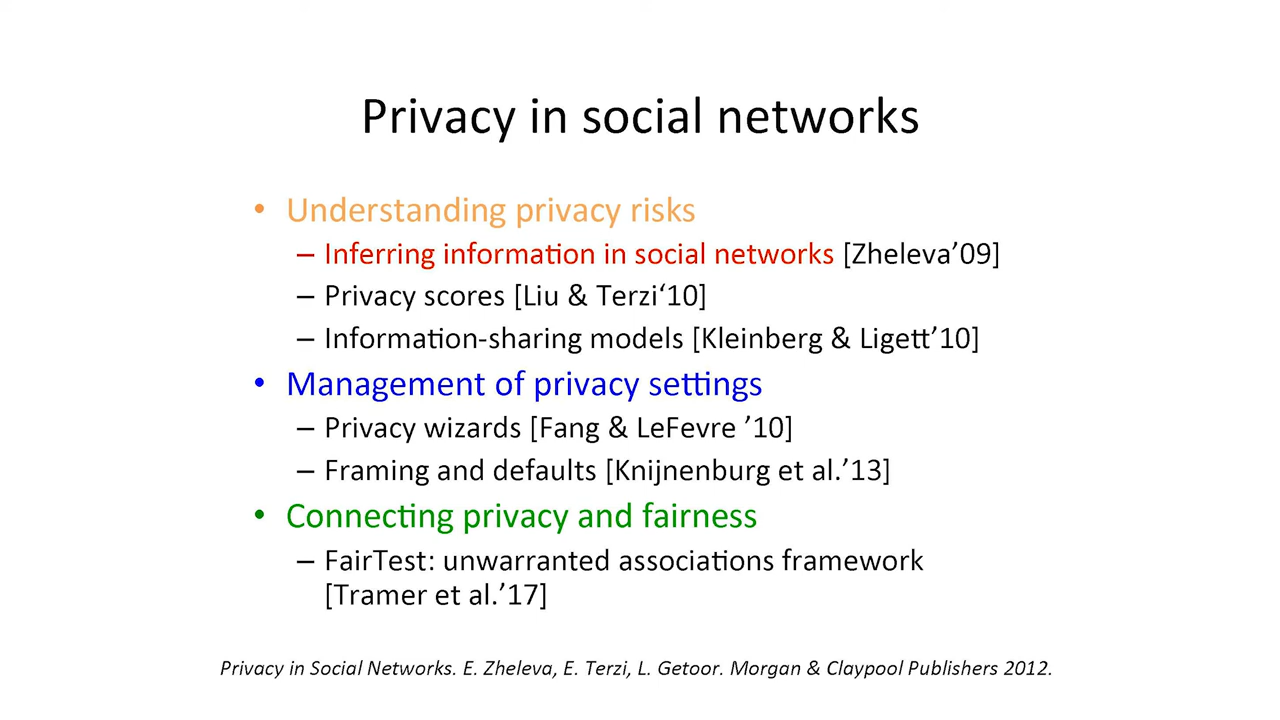 Privacy in social networks
• Understanding privacy risks
– Inferring information in social networks [Zheleva’09]
– Privacy scores [Liu & Terzi‘10]
– Information-sharing models [Kleinberg & Ligett’10]
• Management of privacy settings
– Privacy wizards [Fang & LeFevre ’10]
– Framing and defaults [Knijnenburg et al.’13]
• Connecting privacy and fairness
– FairTest: unwarranted associations framework
[Tramer et al.’17]
Privacy in Social Networks. E. Zheleva, E. Terzi, L. Getoor. Morgan & Claypool Publishers 2012.